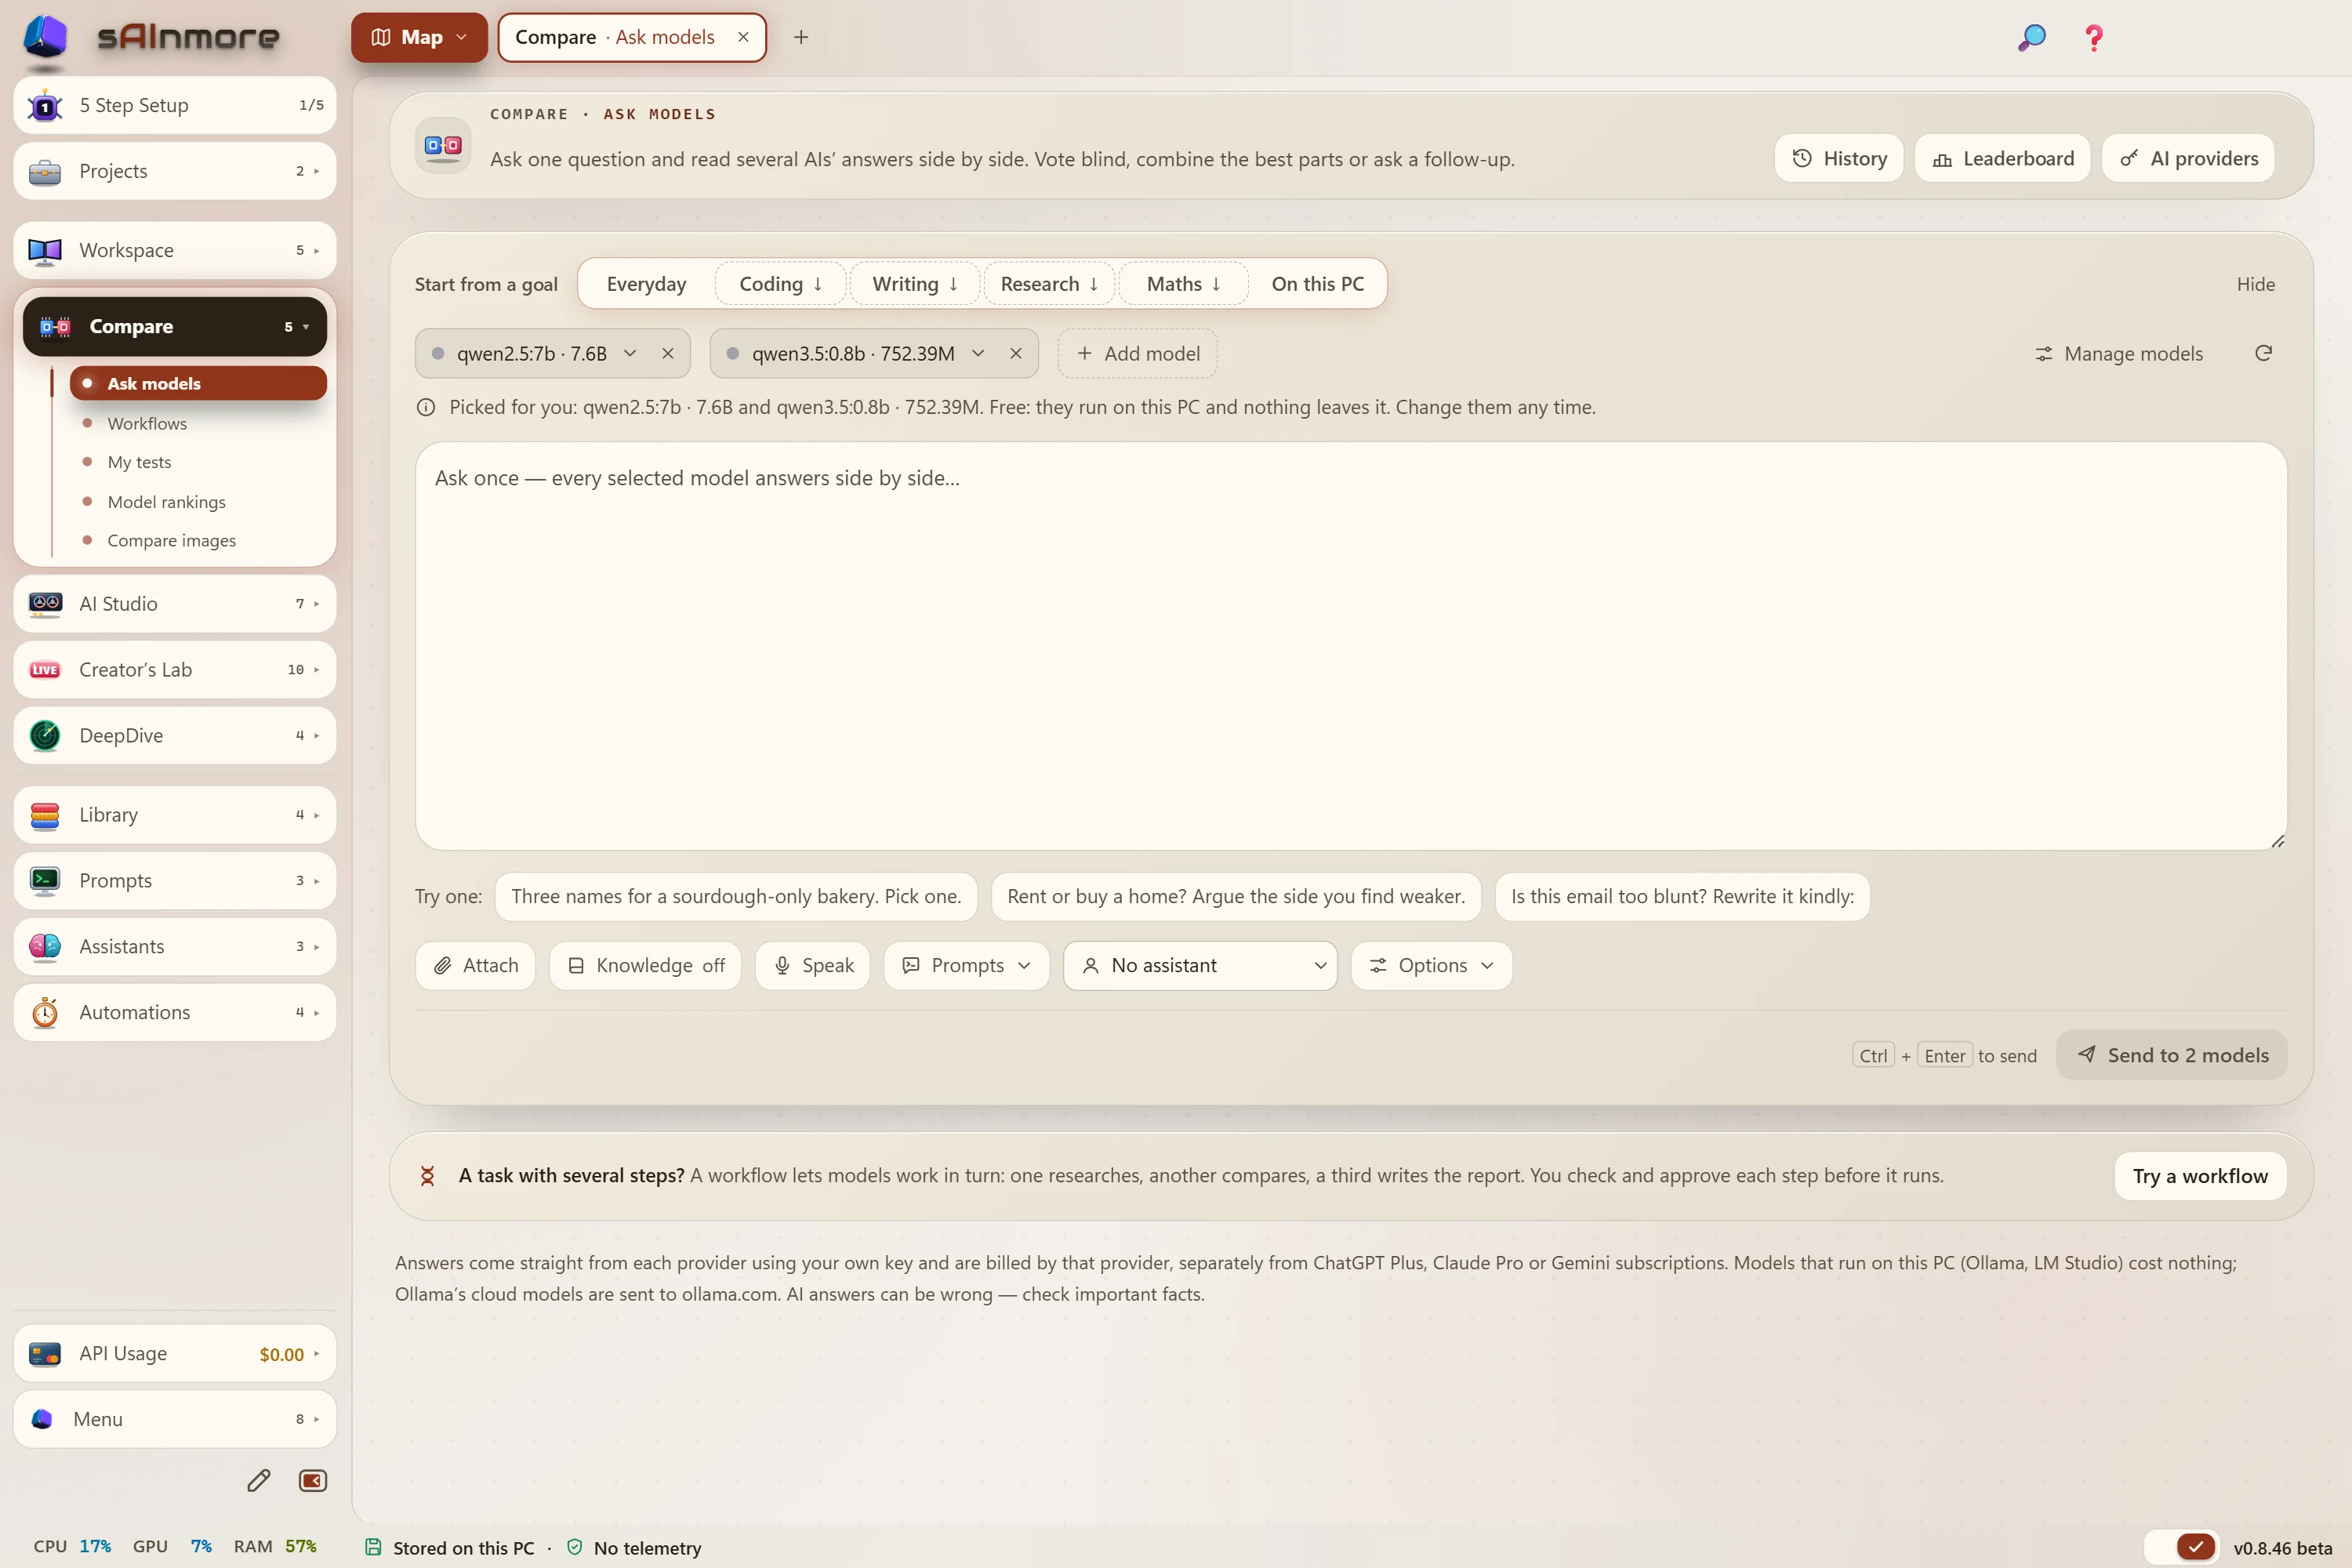 sAInmore
Map
Compare · Ask models
5 Step Setup 1/5
Projects 2
Workspace 5
Compare 5
Ask models
Workflows
My tests
Model rankings
Compare images
AI Studio 7
LIVE
Creator’s Lab 10
DeepDive 4
Library 4
Prompts 3
Assistants 3
Automations 4
API Usage $0.00
Menu 8
CPU 17% GPU 7% RAM 57%
COMPARE · ASK MODELS
Ask one question and read several AIs’ answers side by side. Vote blind, combine the best parts or ask a follow-up.
History
Leaderboard
AI providers
Start from a goal
Everyday
Coding ↓
Writing ↓
Research ↓
Maths ↓
On this PC
Hide
qwen2.5:7b · 7.6B
qwen3.5:0.8b · 752.39M
Add model
Manage models
Picked for you: qwen2.5:7b · 7.6B and qwen3.5:0.8b · 752.39M. Free: they run on this PC and nothing leaves it. Change them any time.
Ask once — every selected model answers side by side...
Try one:
Three names for a sourdough-only bakery. Pick one.
Rent or buy a home? Argue the side you find weaker.
Is this email too blunt? Rewrite it kindly:
Attach
Knowledge off
Speak
Prompts
No assistant
Options
Ctrl + Enter to send
Send to 2 models
A task with several steps? A workflow lets models work in turn: one researches, another compares, a third writes the report. You check and approve each step before it runs.
Try a workflow
Answers come straight from each provider using your own key and are billed by that provider, separately from ChatGPT Plus, Claude Pro or Gemini subscriptions. Models that run on this PC (Ollama, LM Studio) cost nothing;
Ollama’s cloud models are sent to ollama.com. AI answers can be wrong — check important facts.
Stored on this PC · No telemetry
v0.8.46 beta